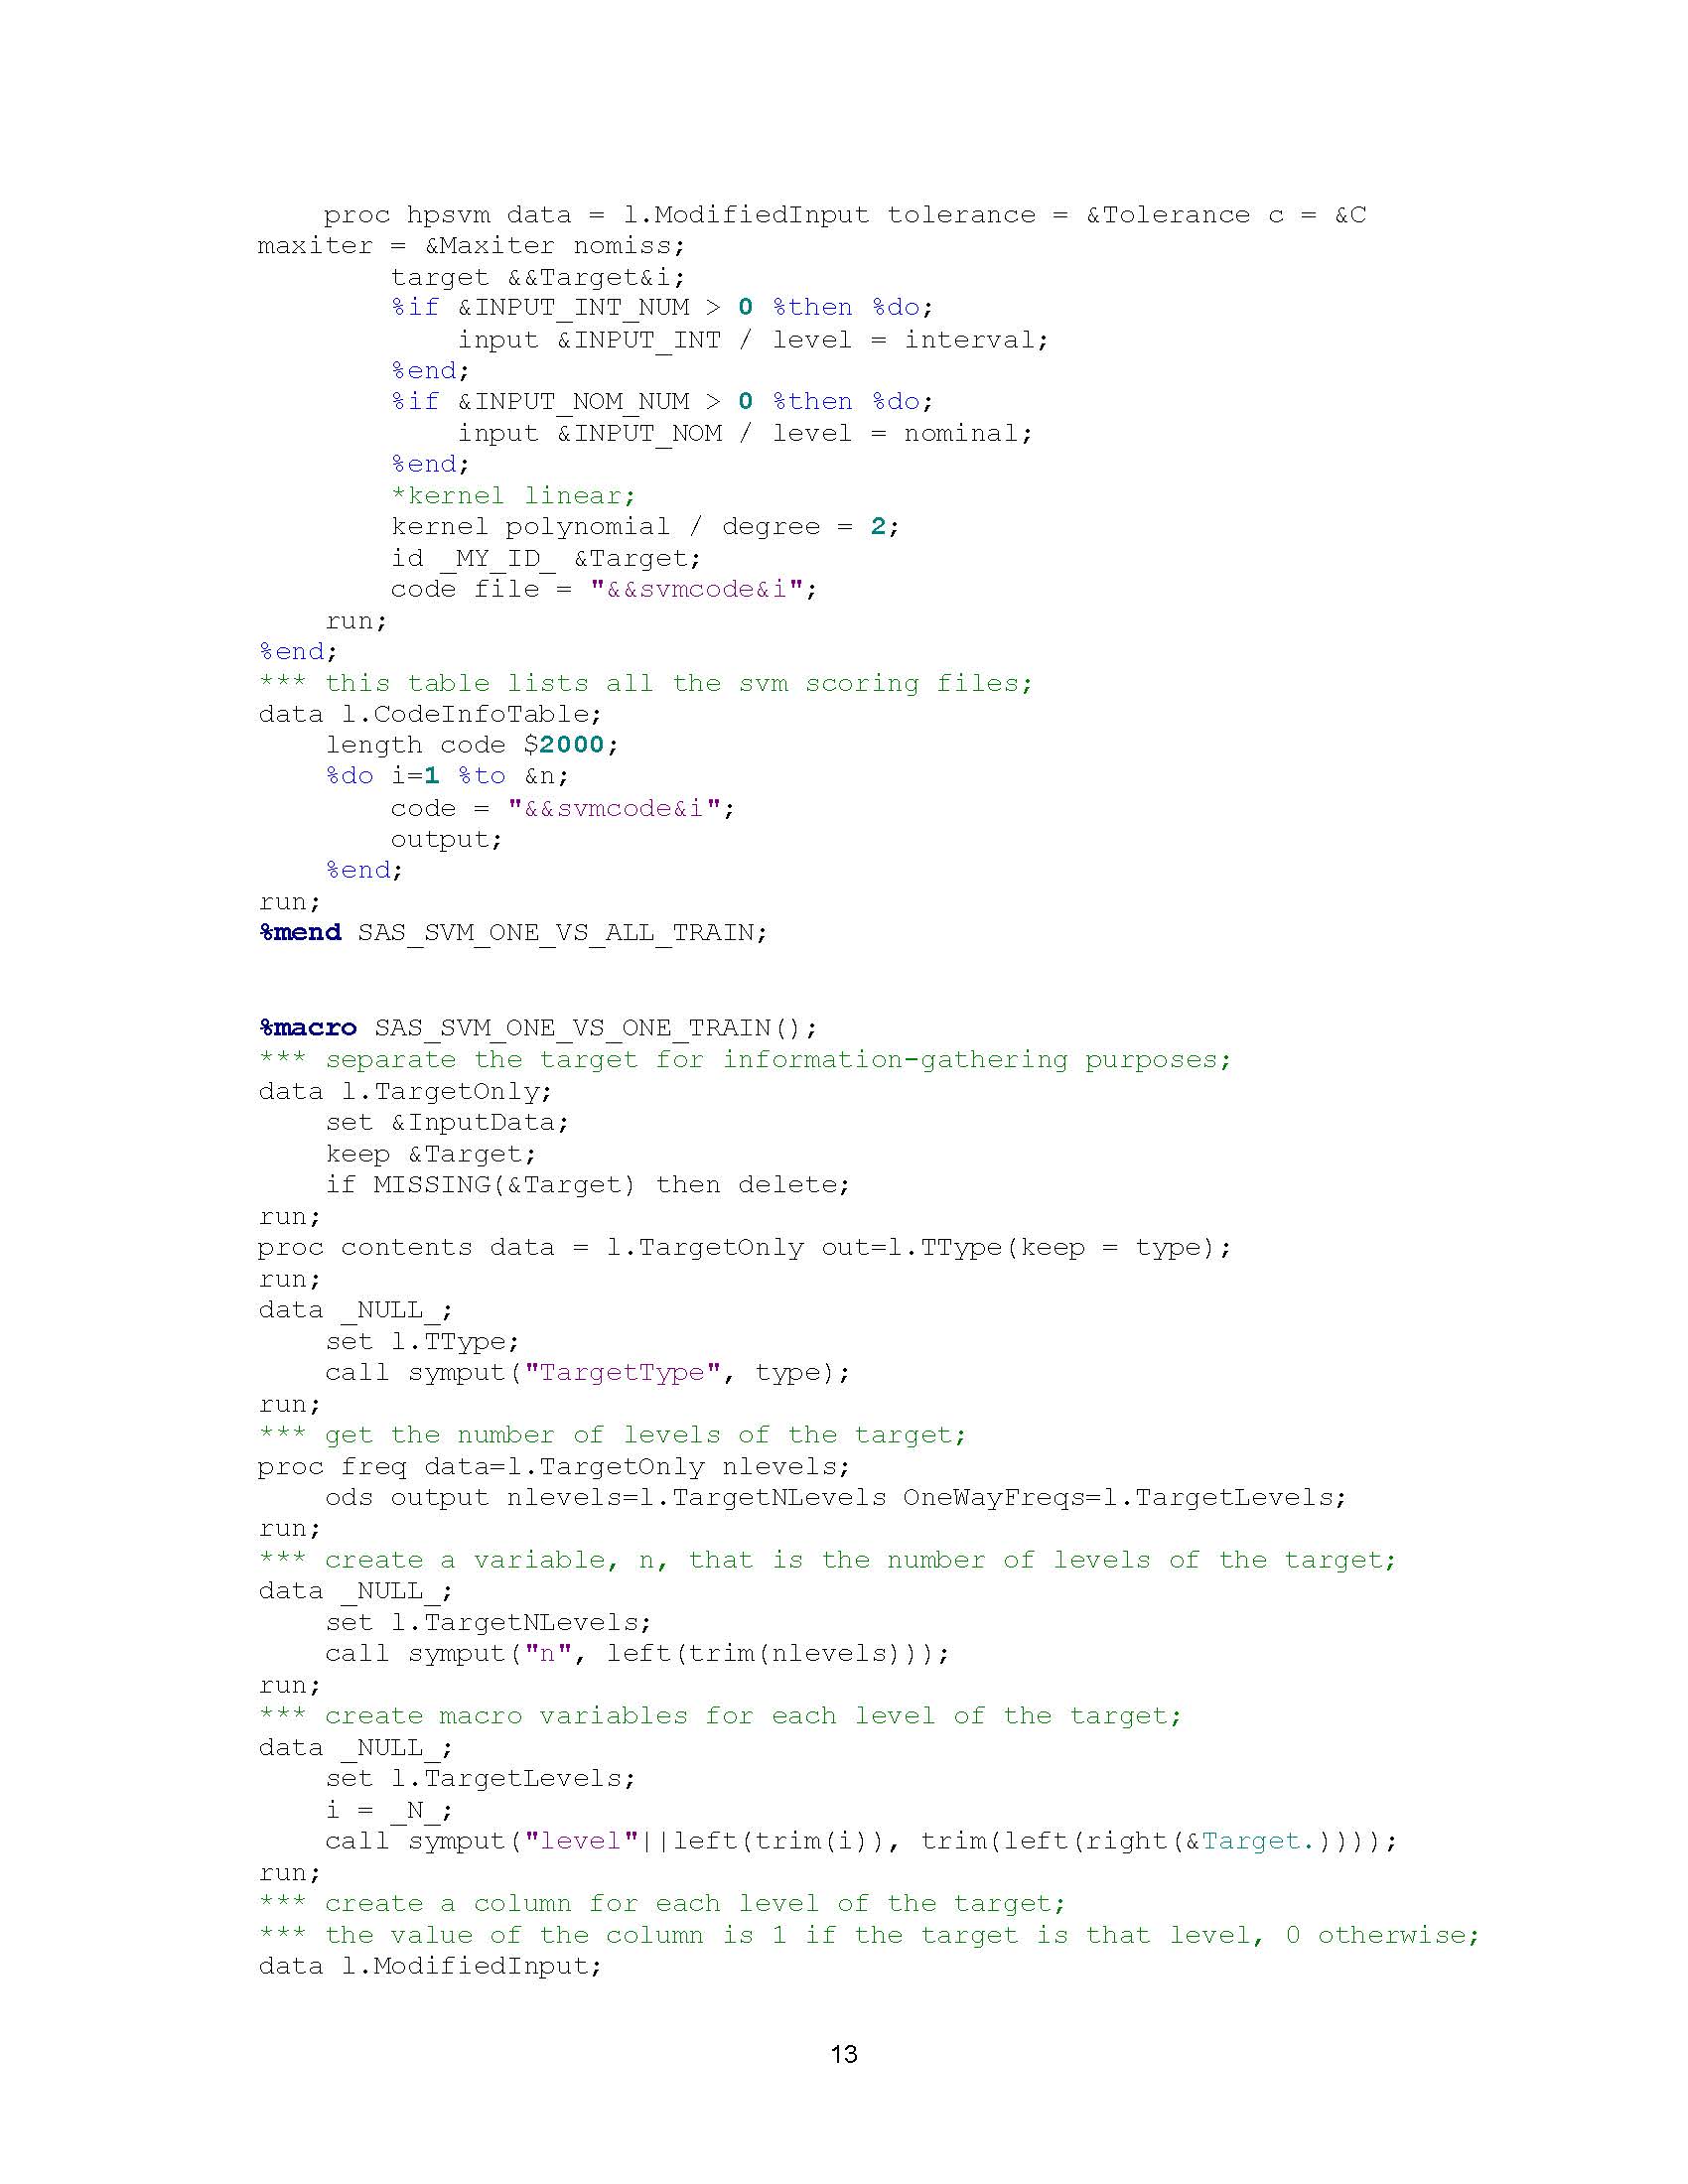 proc hpsvm data = l.ModifiedInput tolerance = &Tolerance c = &C
maxiter = &Maxiter nomiss;
        target &&Target&i;
        %if &INPUT_INT_NUM > 0 %then %do;
            input &INPUT_INT / level = interval;
        %end;
        %if &INPUT_NOM_NUM > 0 %then %do;
            input &INPUT_NOM / level = nominal;
        %end;
        *kernel linear;
        kernel polynomial / degree = 2;
        id _MY_ID_ &Target;
        code file = "&&svmcode&i";
    run;
%end;
*** this table lists all the svm scoring files;
data l.CodeInfoTable;
    length code $2000;
    %do i=1 %to &n;
        code = "&&svmcode&i";
        output;
    %end;
run;
%mend SAS_SVM_ONE_VS_ALL_TRAIN;
%macro SAS_SVM_ONE_VS_ONE_TRAIN();
*** separate the target for information-gathering purposes;
data l.TargetOnly;
    set &InputData;
    keep &Target;
    if MISSING(&Target) then delete;
run;
proc contents data = l.TargetOnly out=l.TType(keep = type);
run;
data _NULL_;
    set l.TType;
    call symput("TargetType", type);
run;
*** get the number of levels of the target;
proc freq data=l.TargetOnly nlevels;
    ods output nlevels=l.TargetNLevels OneWayFreqs=l.TargetLevels;
run;
*** create a variable, n, that is the number of levels of the target;
data _NULL_;
    set l.TargetNLevels;
    call symput("n", left(trim(nlevels)));
run;
*** create macro variables for each level of the target;
data _NULL_;
    set l.TargetLevels;
    i = _N_;
    call symput("level"||left(trim(i)), trim(left(right(&Target.))));
run;
*** create a column for each level of the target;
*** the value of the column is 1 if the target is that level, 0 otherwise;
data l.ModifiedInput;
13